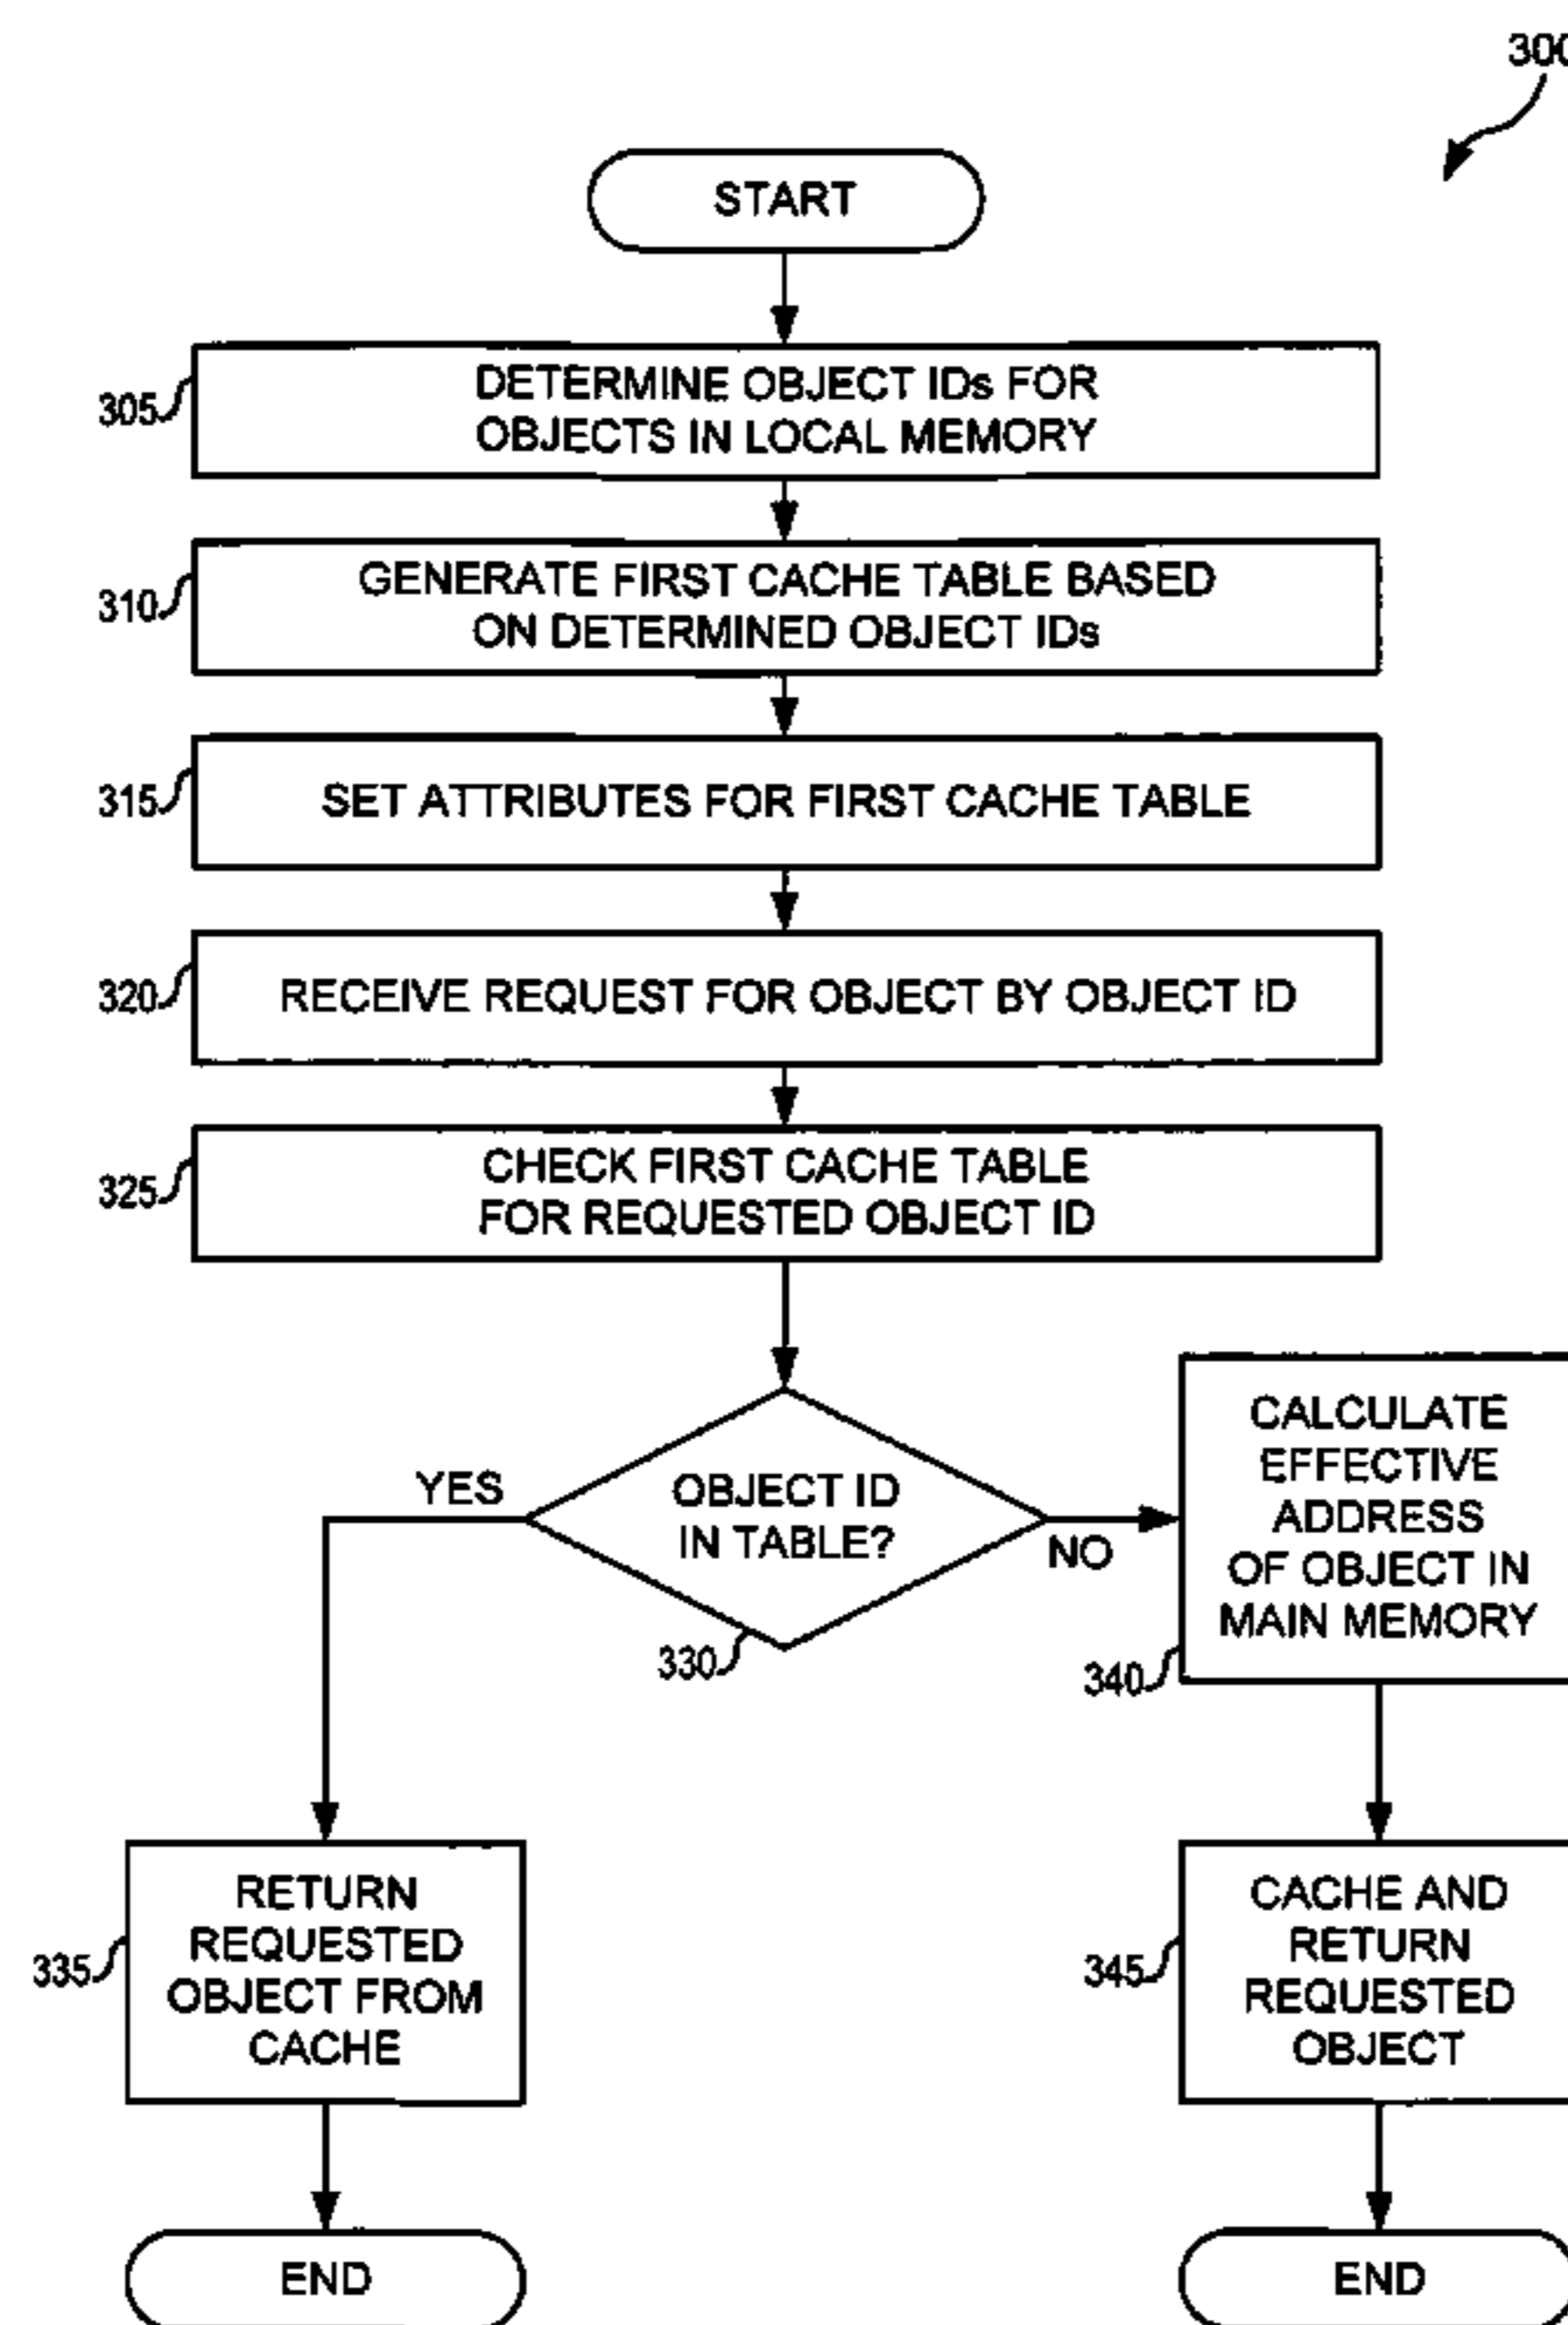 300
START
305
DETERMINE OBJECT IDs FOR
OBJECTS IN LOCAL MEMORY
310
GENERATE FIRST CACHE TABLE BASED
ON DETERMINED OBJECT IDs
315
SET ATTRIBUTES FOR FIRST CACHE TABLE
320
RECEIVE REQUEST FOR OBJECT BY OBJECT ID
325
CHECK FIRST CACHE TABLE
FOR REQUESTED OBJECT ID
YES
OBJECT ID
IN TABLE?
NO
330
CALCULATE
EFFECTIVE
ADDRESS
OF OBJECT IN
MAIN MEMORY
340
335
RETURN
REQUESTED
OBJECT FROM
CACHE
345
CACHE AND
RETURN
REQUESTED
OBJECT
END
END